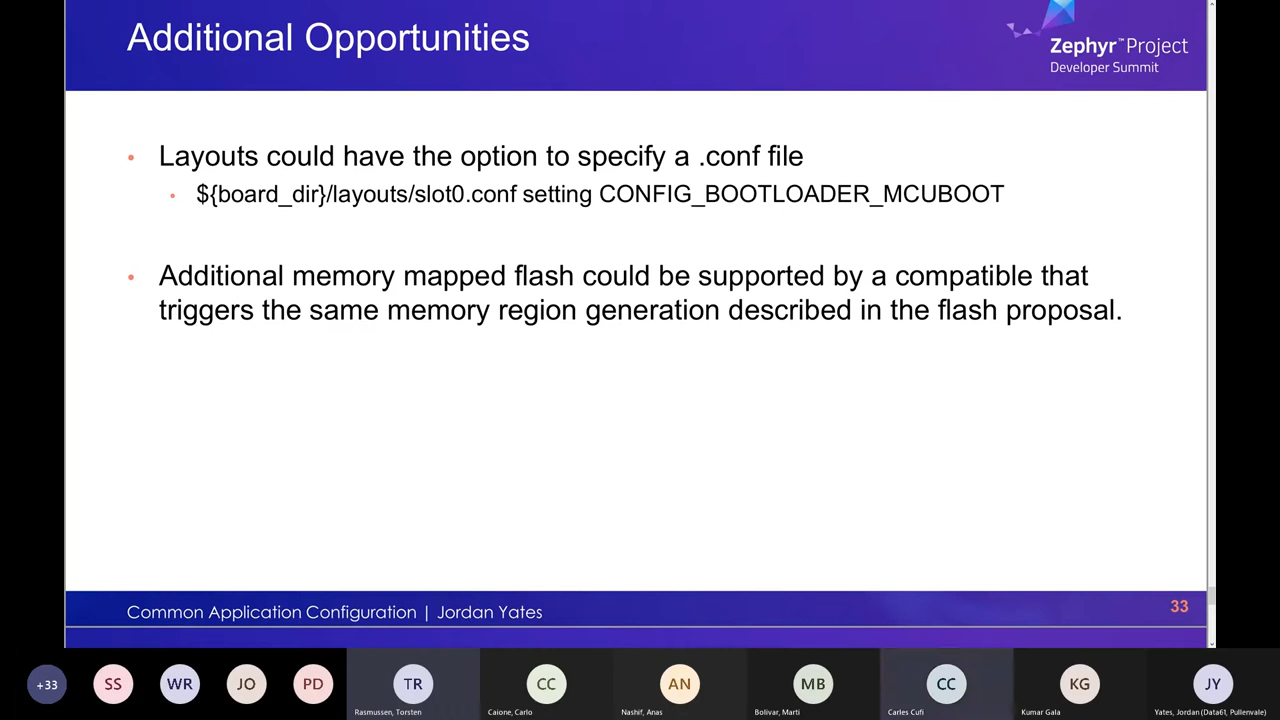 Additional Opportunities
Zephyr™Project
Developer Summit
• Layouts could have the option to specify a .conf file
• ${board_dir}/layouts/slot0.conf setting CONFIG_BOOTLOADER_MCUBOOT
• Additional memory mapped flash could be supported by a compatible that
triggers the same memory region generation described in the flash proposal.
Common Application Configuration | Jordan Yates
33
+33 SS WR JO PD TR CC AN MB CC KG JY
Rasmussen, Torsten Caione, Carlo Nashif, Anas Bolivar, Marti Carles Cufi Kumar Gala Yates, Jordan (Data61, Pullenvale)